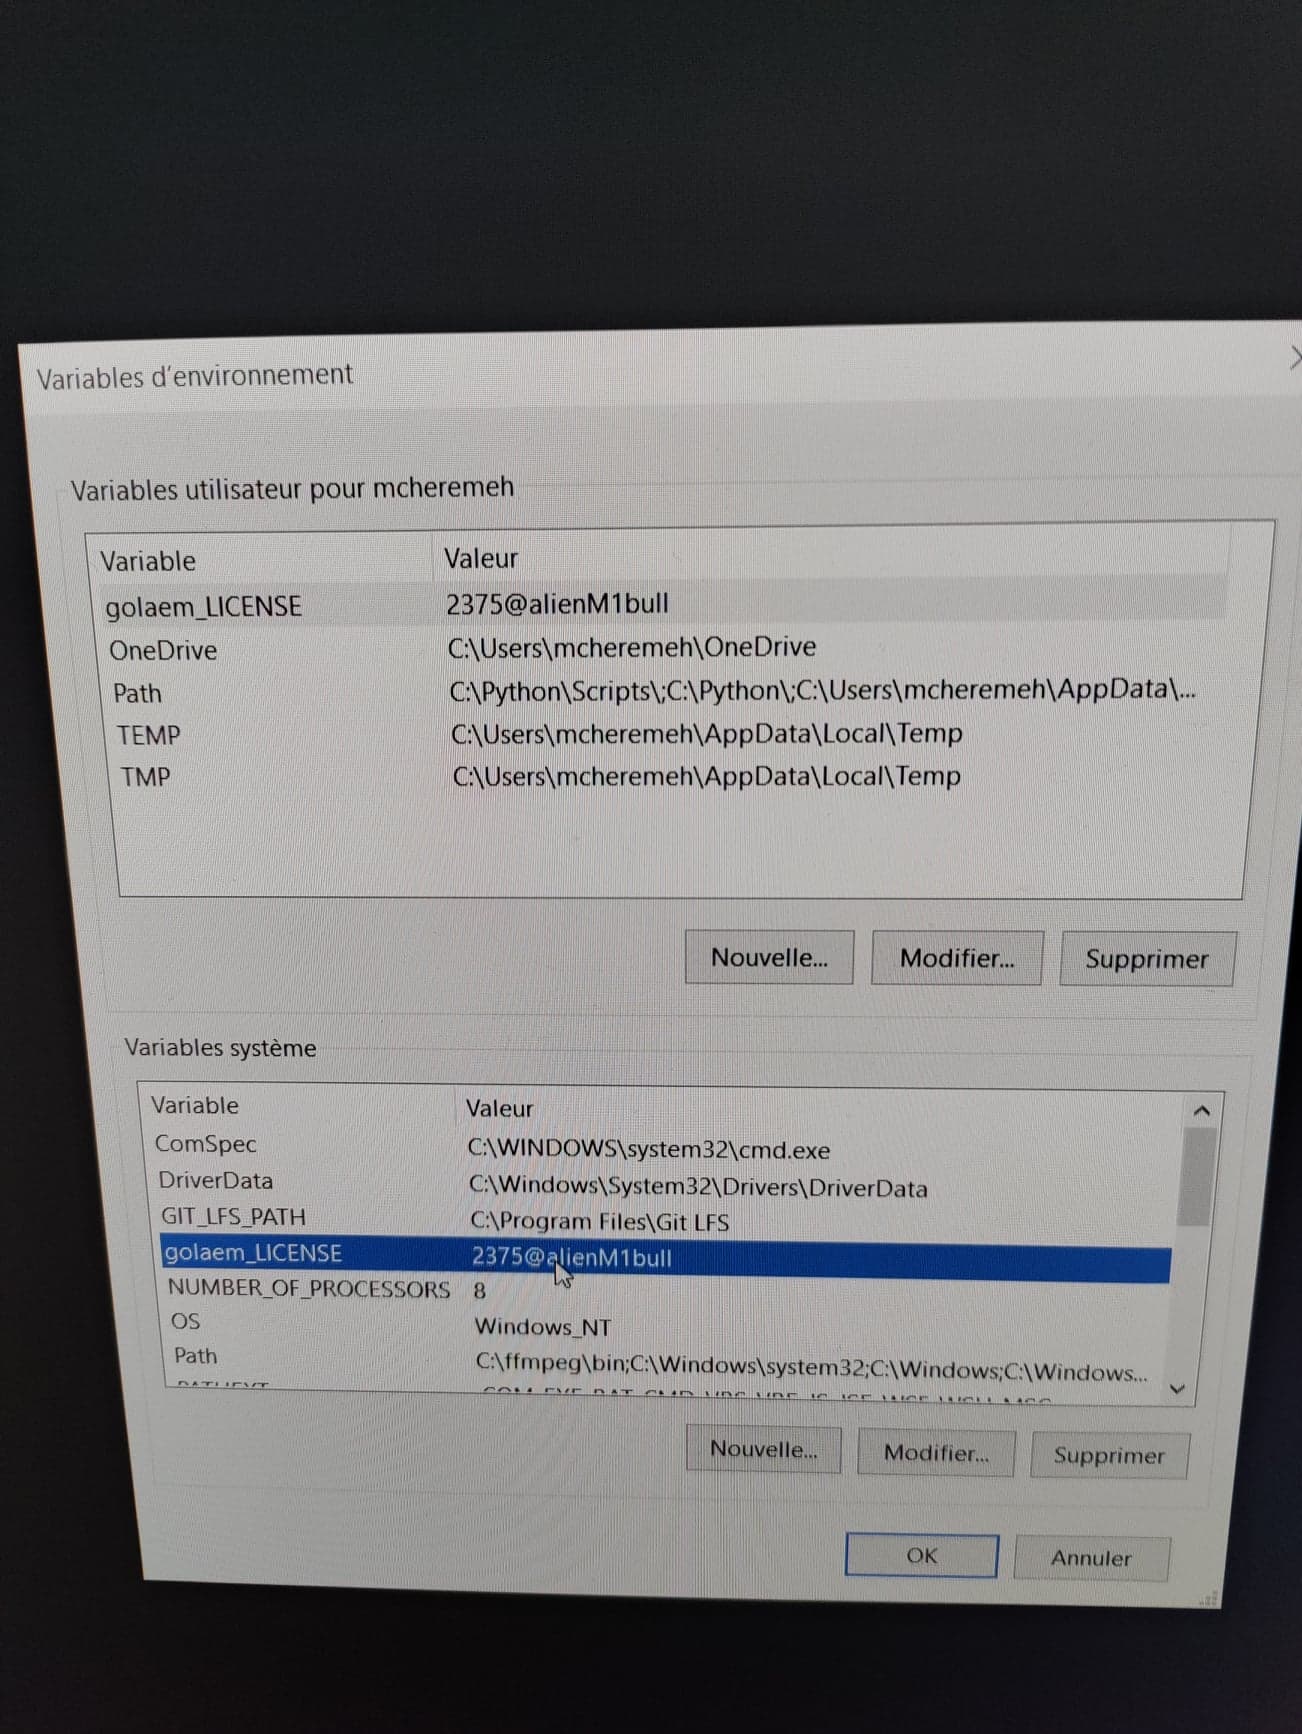 Variables d'environnement
Variables utilisateur pour mcheremeh
Variable Valeur
golaem_LICENSE 2375@alienM1bull
OneDrive C:\Users\mcheremeh\OneDrive
Path C:\Python\Scripts\;C:\Python\;C:\Users\mcheremeh\AppData\...
TEMP C:\Users\mcheremeh\AppData\Local\Temp
TMP C:\Users\mcheremeh\AppData\Local\Temp
Nouvelle... Modifier... Supprimer
Variables système
Variable Valeur
ComSpec C:\WINDOWS\system32\cmd.exe
DriverData C:\Windows\System32\Drivers\DriverData
GIT_LFS_PATH C:\Program Files\Git LFS
golaem_LICENSE 2375@alienM1bull
NUMBER_OF_PROCESSORS 8
OS Windows_NT
Path C:\ffmpeg\bin;C:\Windows\system32;C:\Windows;C:\Windows...
Nouvelle... Modifier... Supprimer
OK Annuler